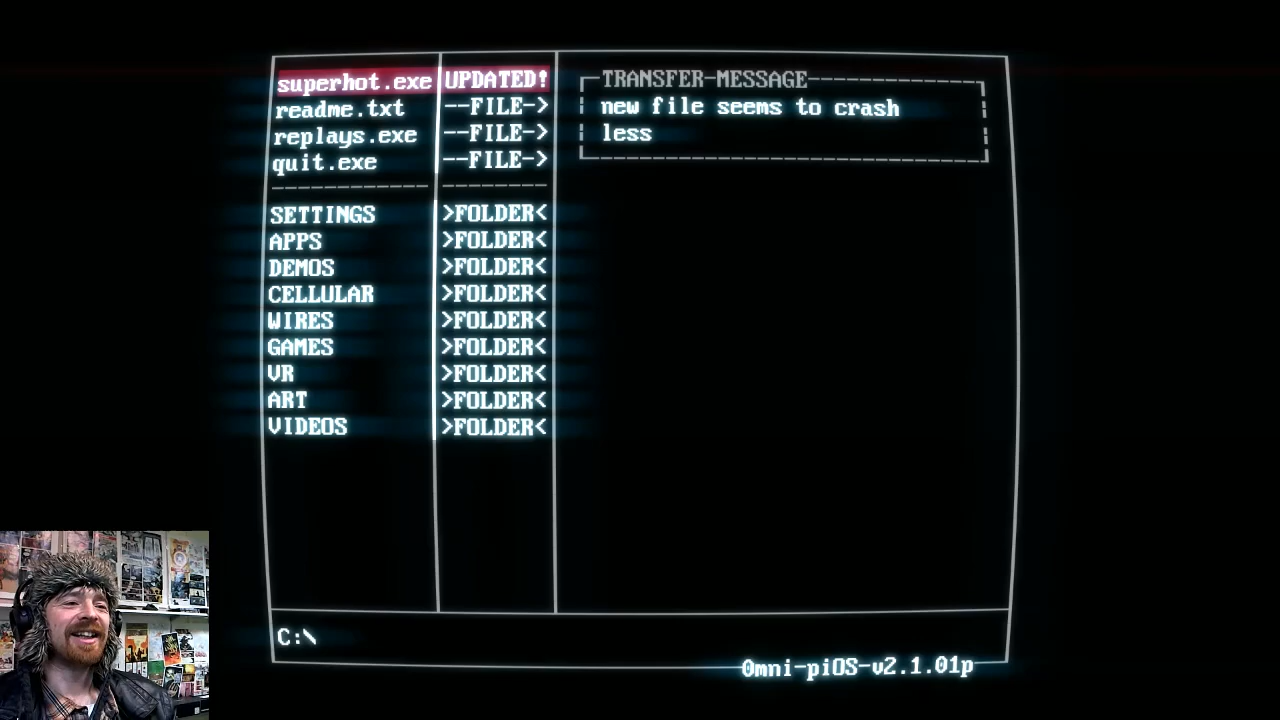 superhot.exe UPDATED!
readme.txt --FILE->
replays.exe --FILE->
quit.exe --FILE->
SETTINGS >FOLDER<
APPS >FOLDER<
DEMOS >FOLDER<
CELLULAR >FOLDER<
WIRES >FOLDER<
GAMES >FOLDER<
VR >FOLDER<
ART >FOLDER<
VIDEOS >FOLDER<
TRANSFER-MESSAGE
new file seems to crash
less
C:\
0mni-piOS-v2.1.01p